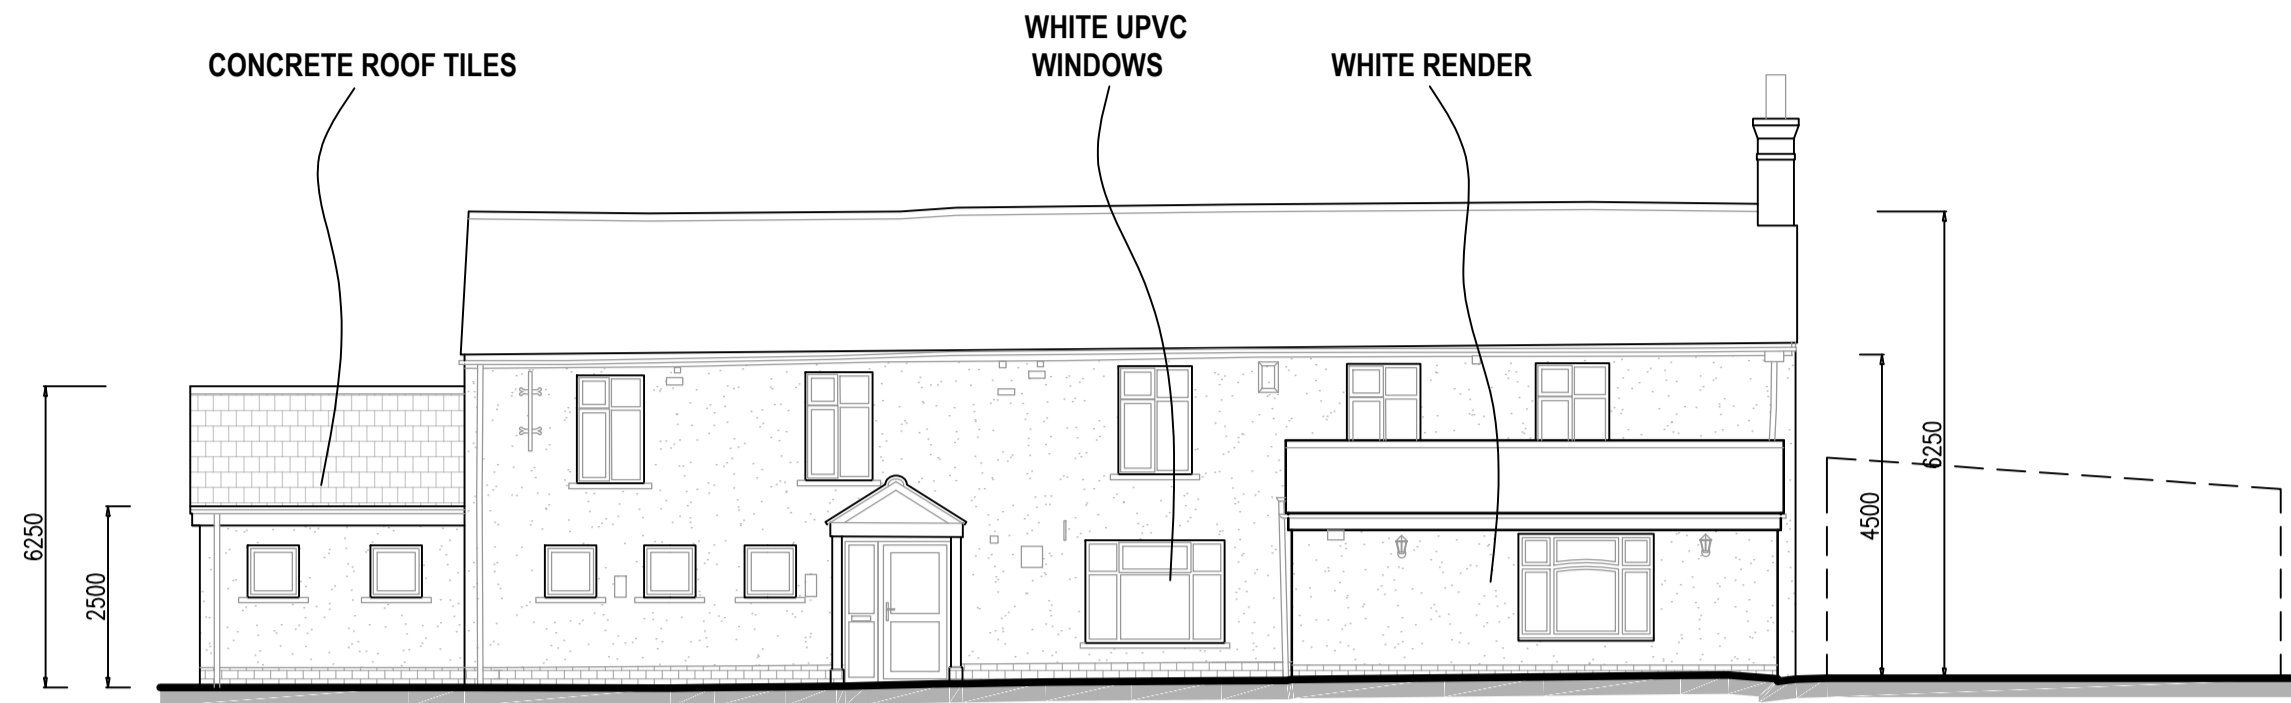 WHITE UPVC
WINDOWS
CONCRETE ROOF TILES
WHITE RENDER
6250
2500
4500
6250